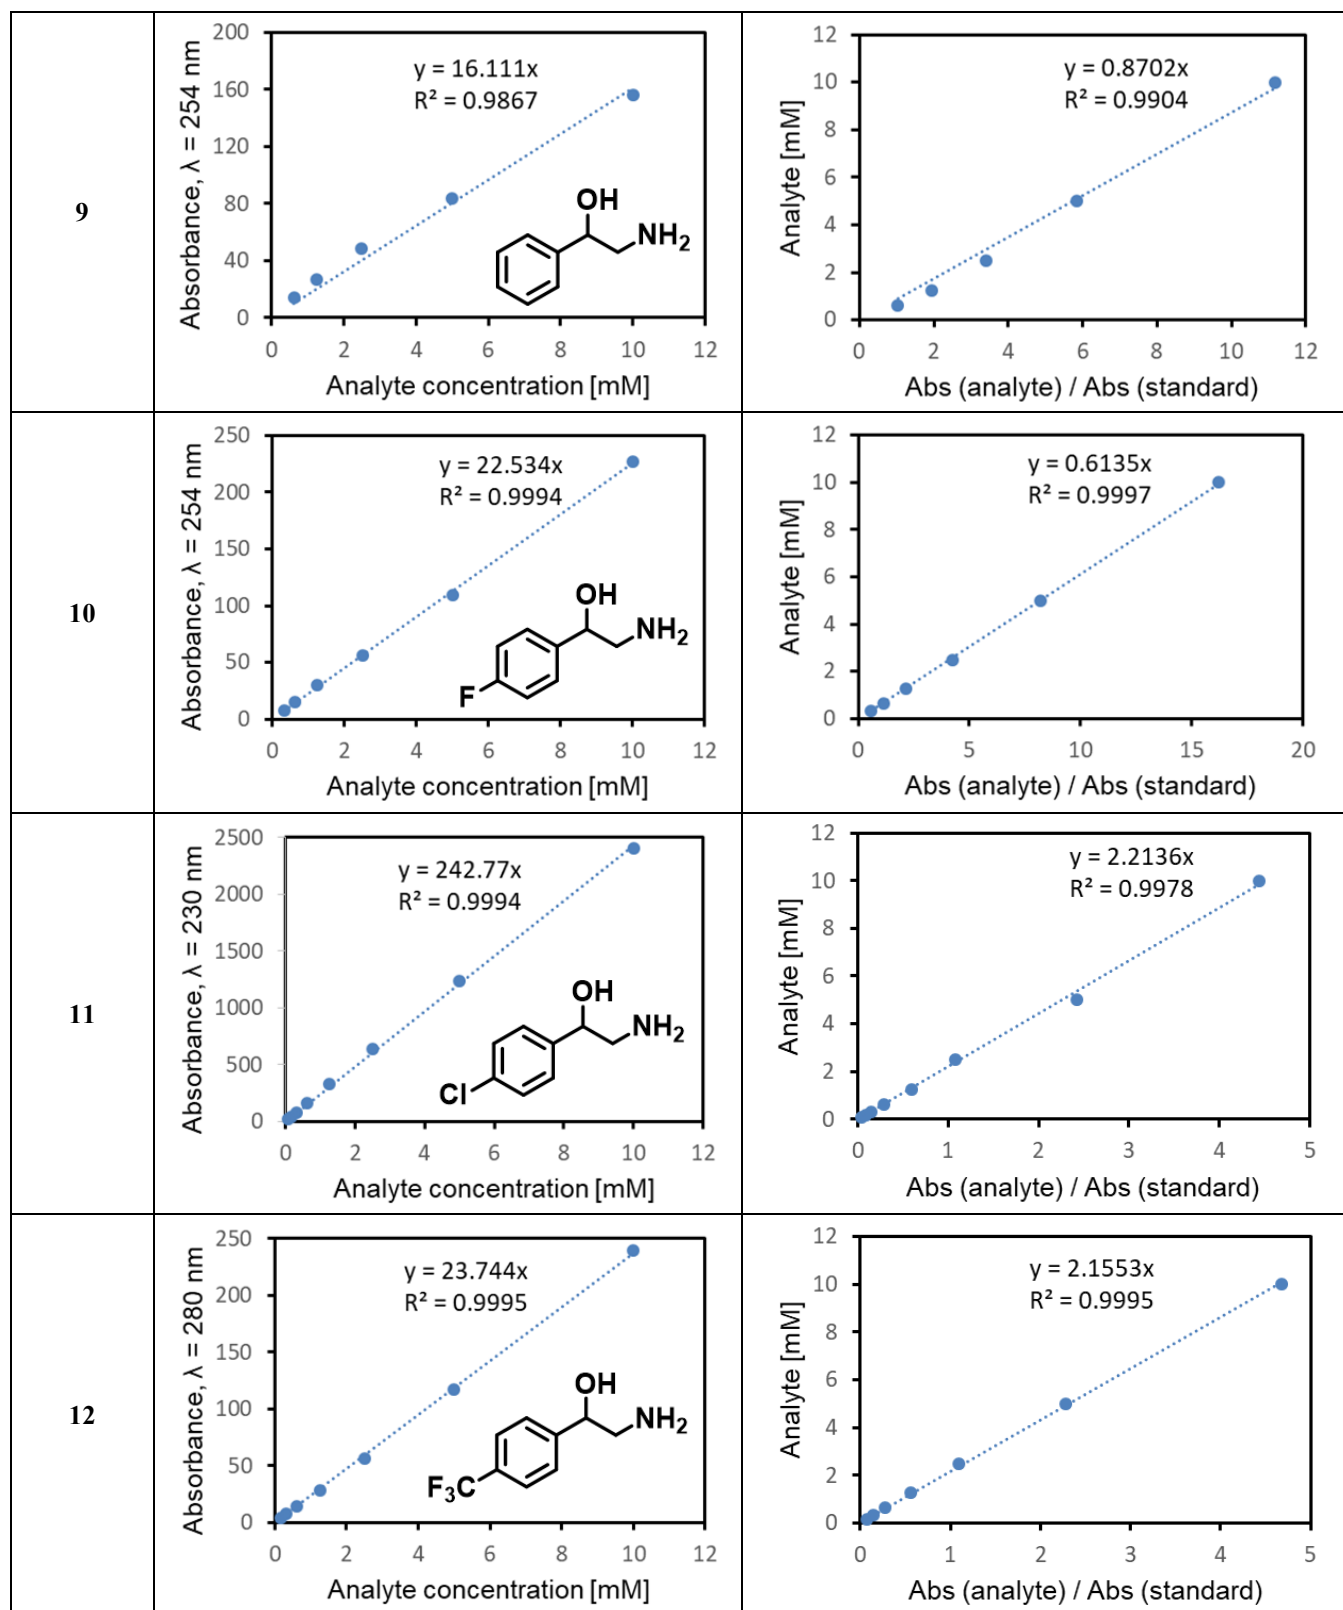 9
Absorbance, λ = 254 nm
200
160
120
80
40
0
0 2 4 6 8 10 12
Analyte concentration [mM]
y = 16.111x
R² = 0.9867
OH
NH₂
Analyte [mM]
12
10
8
6
4
2
0
0 2 4 6 8 10 12
Abs (analyte) / Abs (standard)
y = 0.8702x
R² = 0.9904
10
Absorbance, λ = 254 nm
250
200
150
100
50
0
0 2 4 6 8 10 12
Analyte concentration [mM]
y = 22.534x
R² = 0.9994
OH
NH₂
F
Analyte [mM]
12
10
8
6
4
2
0
0 5 10 15 20
Abs (analyte) / Abs (standard)
y = 0.6135x
R² = 0.9997
11
Absorbance, λ = 230 nm
2500
2000
1500
1000
500
0
0 2 4 6 8 10 12
Analyte concentration [mM]
y = 242.77x
R² = 0.9994
OH
NH₂
Cl
Analyte [mM]
12
10
8
6
4
2
0
0 1 2 3 4 5
Abs (analyte) / Abs (standard)
y = 2.2136x
R² = 0.9978
12
Absorbance, λ = 280 nm
250
200
150
100
50
0
0 2 4 6 8 10 12
Analyte concentration [mM]
y = 23.744x
R² = 0.9995
OH
NH₂
F₃C
Analyte [mM]
12
10
8
6
4
2
0
0 1 2 3 4 5
Abs (analyte) / Abs (standard)
y = 2.1553x
R² = 0.9995